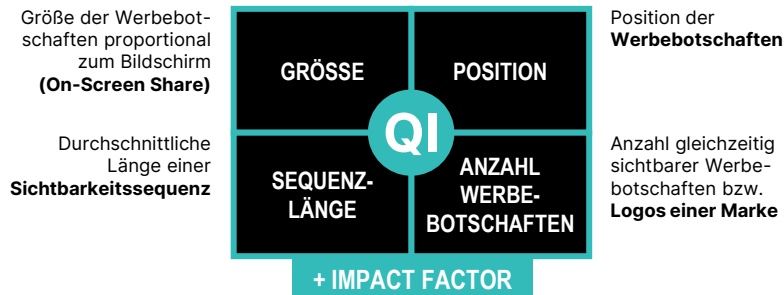 Größe der Werbebot-
schaften proportional
zum Bildschirm
(On-Screen Share)
GRÖSSE
POSITION
Position der
Werbebotschaften
QI
Durchschnittliche
Länge einer
Sichtbarkeitssequenz
SEQUENZ-
LÄNGE
ANZAHL
WERBE-
BOTSCHAFTEN
Anzahl gleichzeitig
sichtbarer Werbe-
botschaften bzw.
Logos einer Marke
+ IMPACT FACTOR